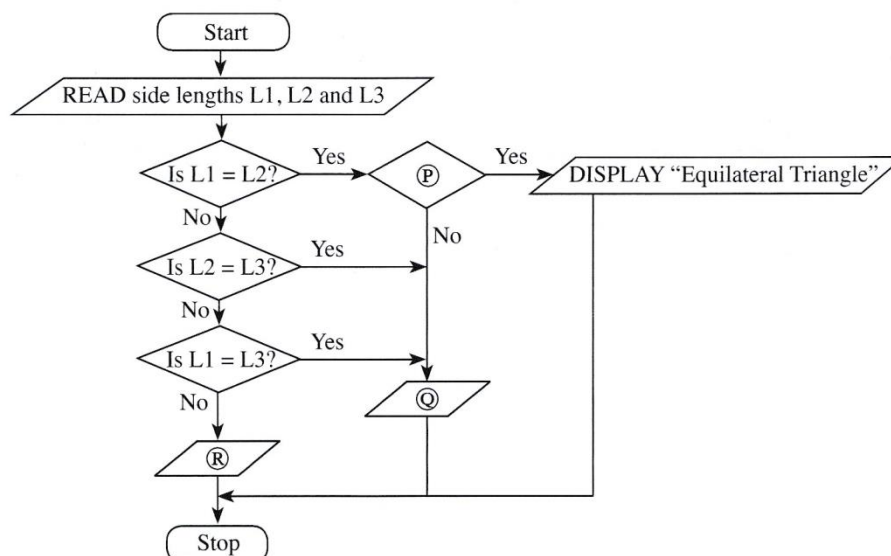 Start
READ side lengths L1, L2 and L3
Is L1 = L2?
Yes
Ⓟ
Yes
DISPLAY “Equilateral Triangle”
No
No
Is L2 = L3?
Yes
No
Is L1 = L3?
Yes
No
Ⓠ
Ⓡ
Stop